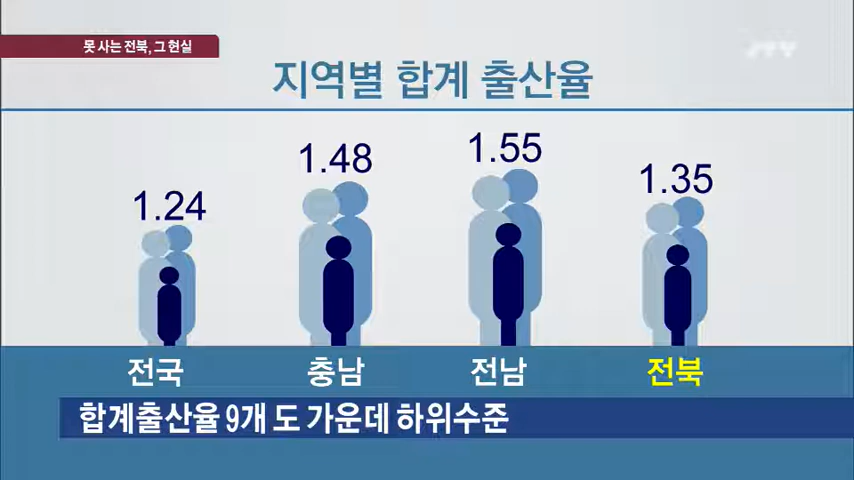 못 사는 전북, 그 현실
JTV
지역별 합계 출산율
1.24
1.48
1.55
1.35
전국
충남
전남
전북
합계출산율 9개 도 가운데 하위수준